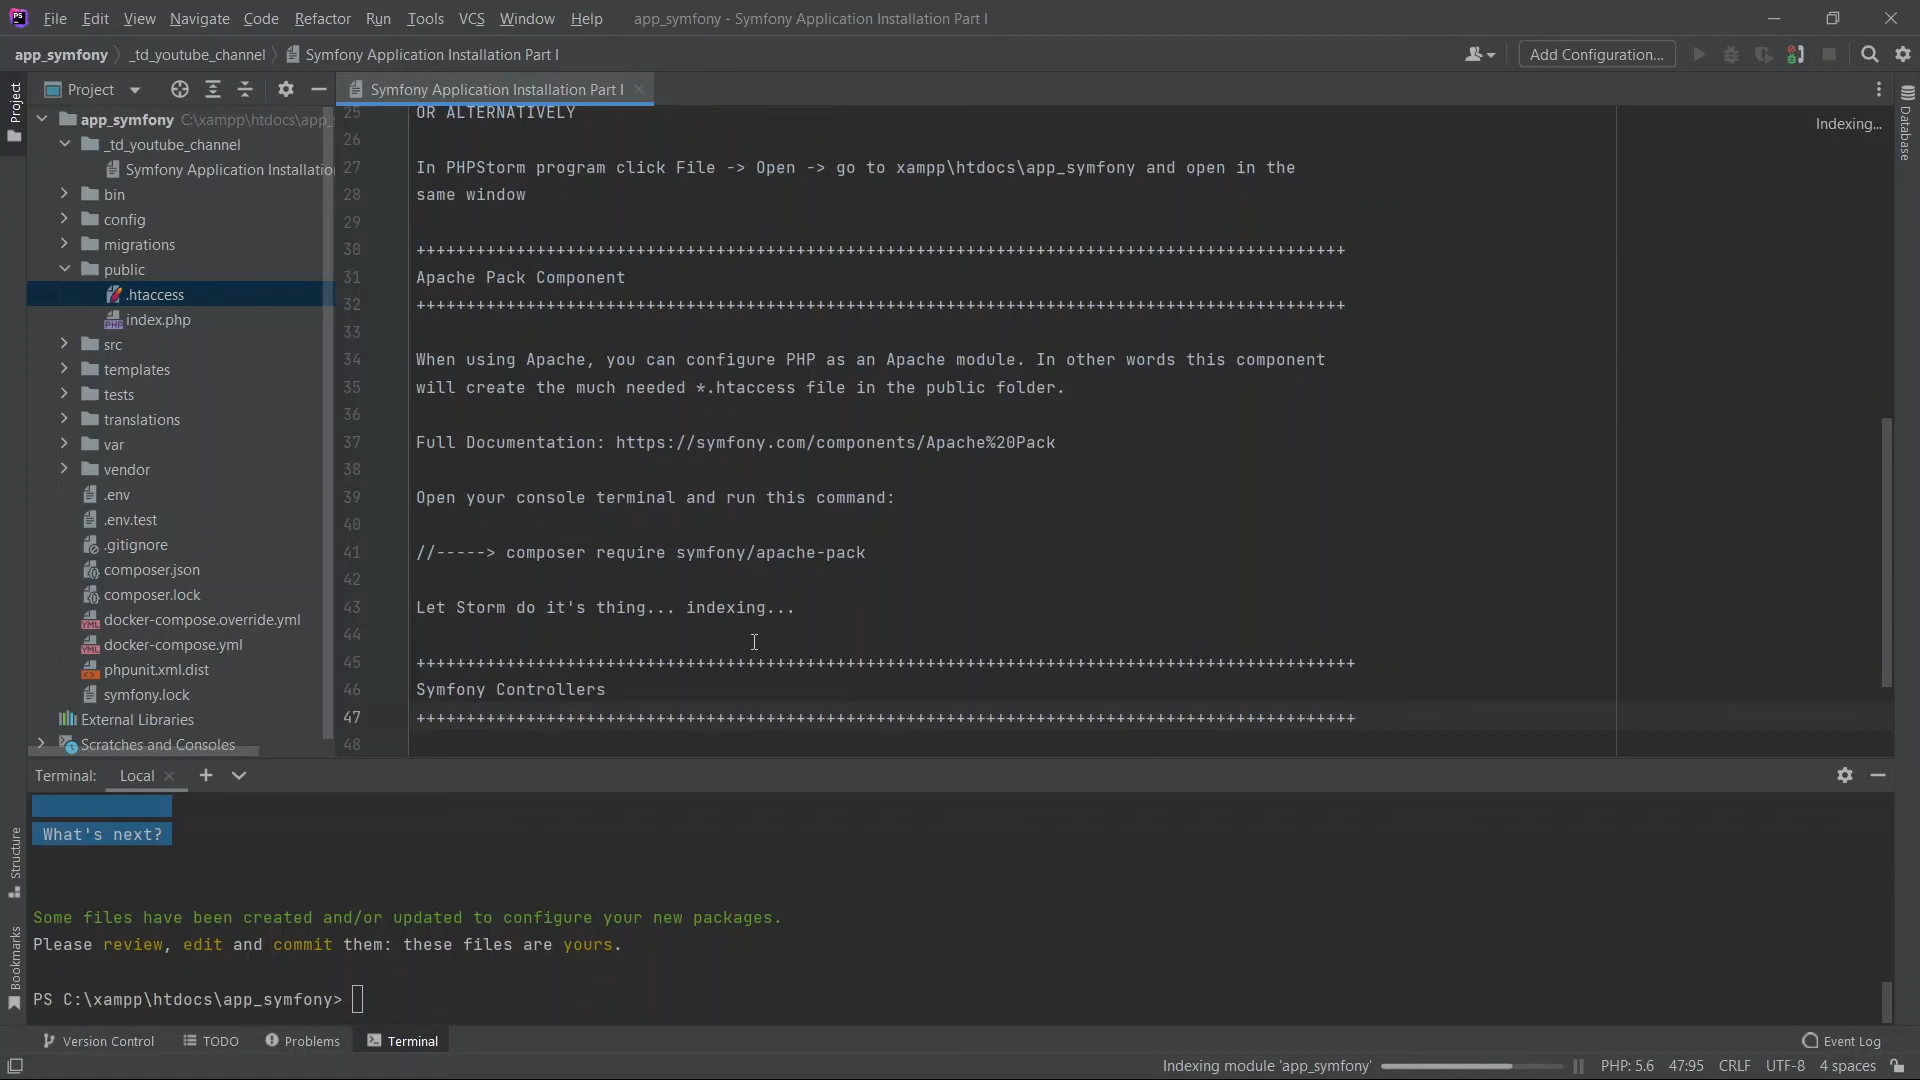 File Edit View Navigate Code Refactor Run Tools VCS Window Help app_symfony - Symfony Application Installation Part I
app_symfony _td_youtube_channel Symfony Application Installation Part I Add Configuration...
Project
Project
Symfony Application Installation Part I
app_symfony C:\xampp\htdocs\app_
_td_youtube_channel
Symfony Application Installatio
bin
config
migrations
public
.htaccess
index.php
src
templates
tests
translations
var
vendor
.env
.env.test
.gitignore
composer.json
composer.lock
docker-compose.override.yml
docker-compose.yml
phpunit.xml.dist
symfony.lock
External Libraries
Scratches and Consoles
25 OR ALTERNATIVELY
26
27 In PHPStorm program click File -> Open -> go to xampp\htdocs\app_symfony and open in the
28 same window
29
30 +++++++++++++++++++++++++++++++++++++++++++++++++++++++++++++++++++++++++++++++++++++++++++++
31 Apache Pack Component
32 +++++++++++++++++++++++++++++++++++++++++++++++++++++++++++++++++++++++++++++++++++++++++++++
33
34 When using Apache, you can configure PHP as an Apache module. In other words this component
35 will create the much needed *.htaccess file in the public folder.
36
37 Full Documentation: https://symfony.com/components/Apache%20Pack
38
39 Open your console terminal and run this command:
40
41 //-----> composer require symfony/apache-pack
42
43 Let Storm do it's thing... indexing...
44
45 ++++++++++++++++++++++++++++++++++++++++++++++++++++++++++++++++++++++++++++++++++++++++++++++
46 Symfony Controllers
47 ++++++++++++++++++++++++++++++++++++++++++++++++++++++++++++++++++++++++++++++++++++++++++++++
48
Indexing...
Database
Terminal: Local
What's next?
Some files have been created and/or updated to configure your new packages.
Please review, edit and commit them: these files are yours.
PS C:\xampp\htdocs\app_symfony>
Structure
Bookmarks
Version Control TODO Problems Terminal Event Log
Indexing module 'app_symfony' PHP: 5.6 47:95 CRLF UTF-8 4 spaces